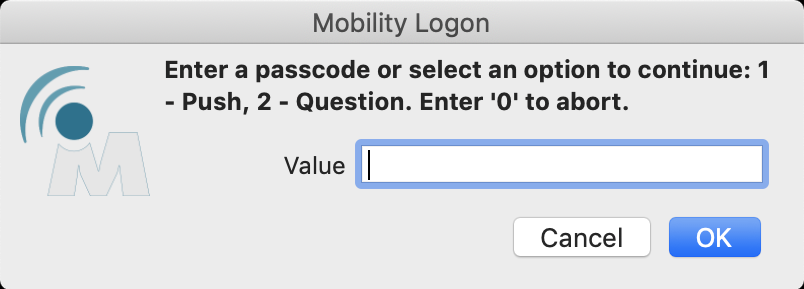 Mobility Logon
Enter a passcode or select an option to continue: 1
- Push, 2 - Question. Enter '0' to abort.
Value
Cancel OK
M